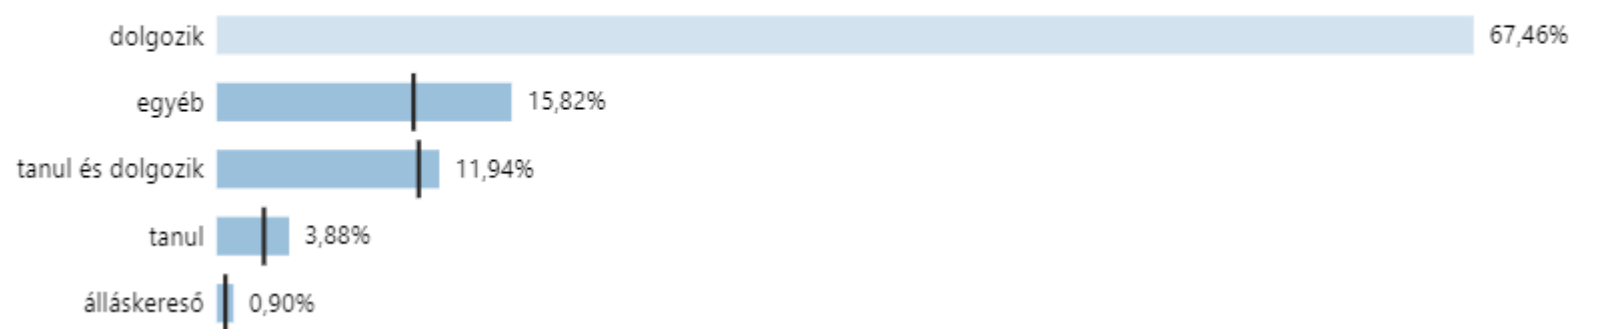 dolgozik 67,46%
egyéb 15,82%
tanul és dolgozik 11,94%
tanul 3,88%
álláskereső 0,90%